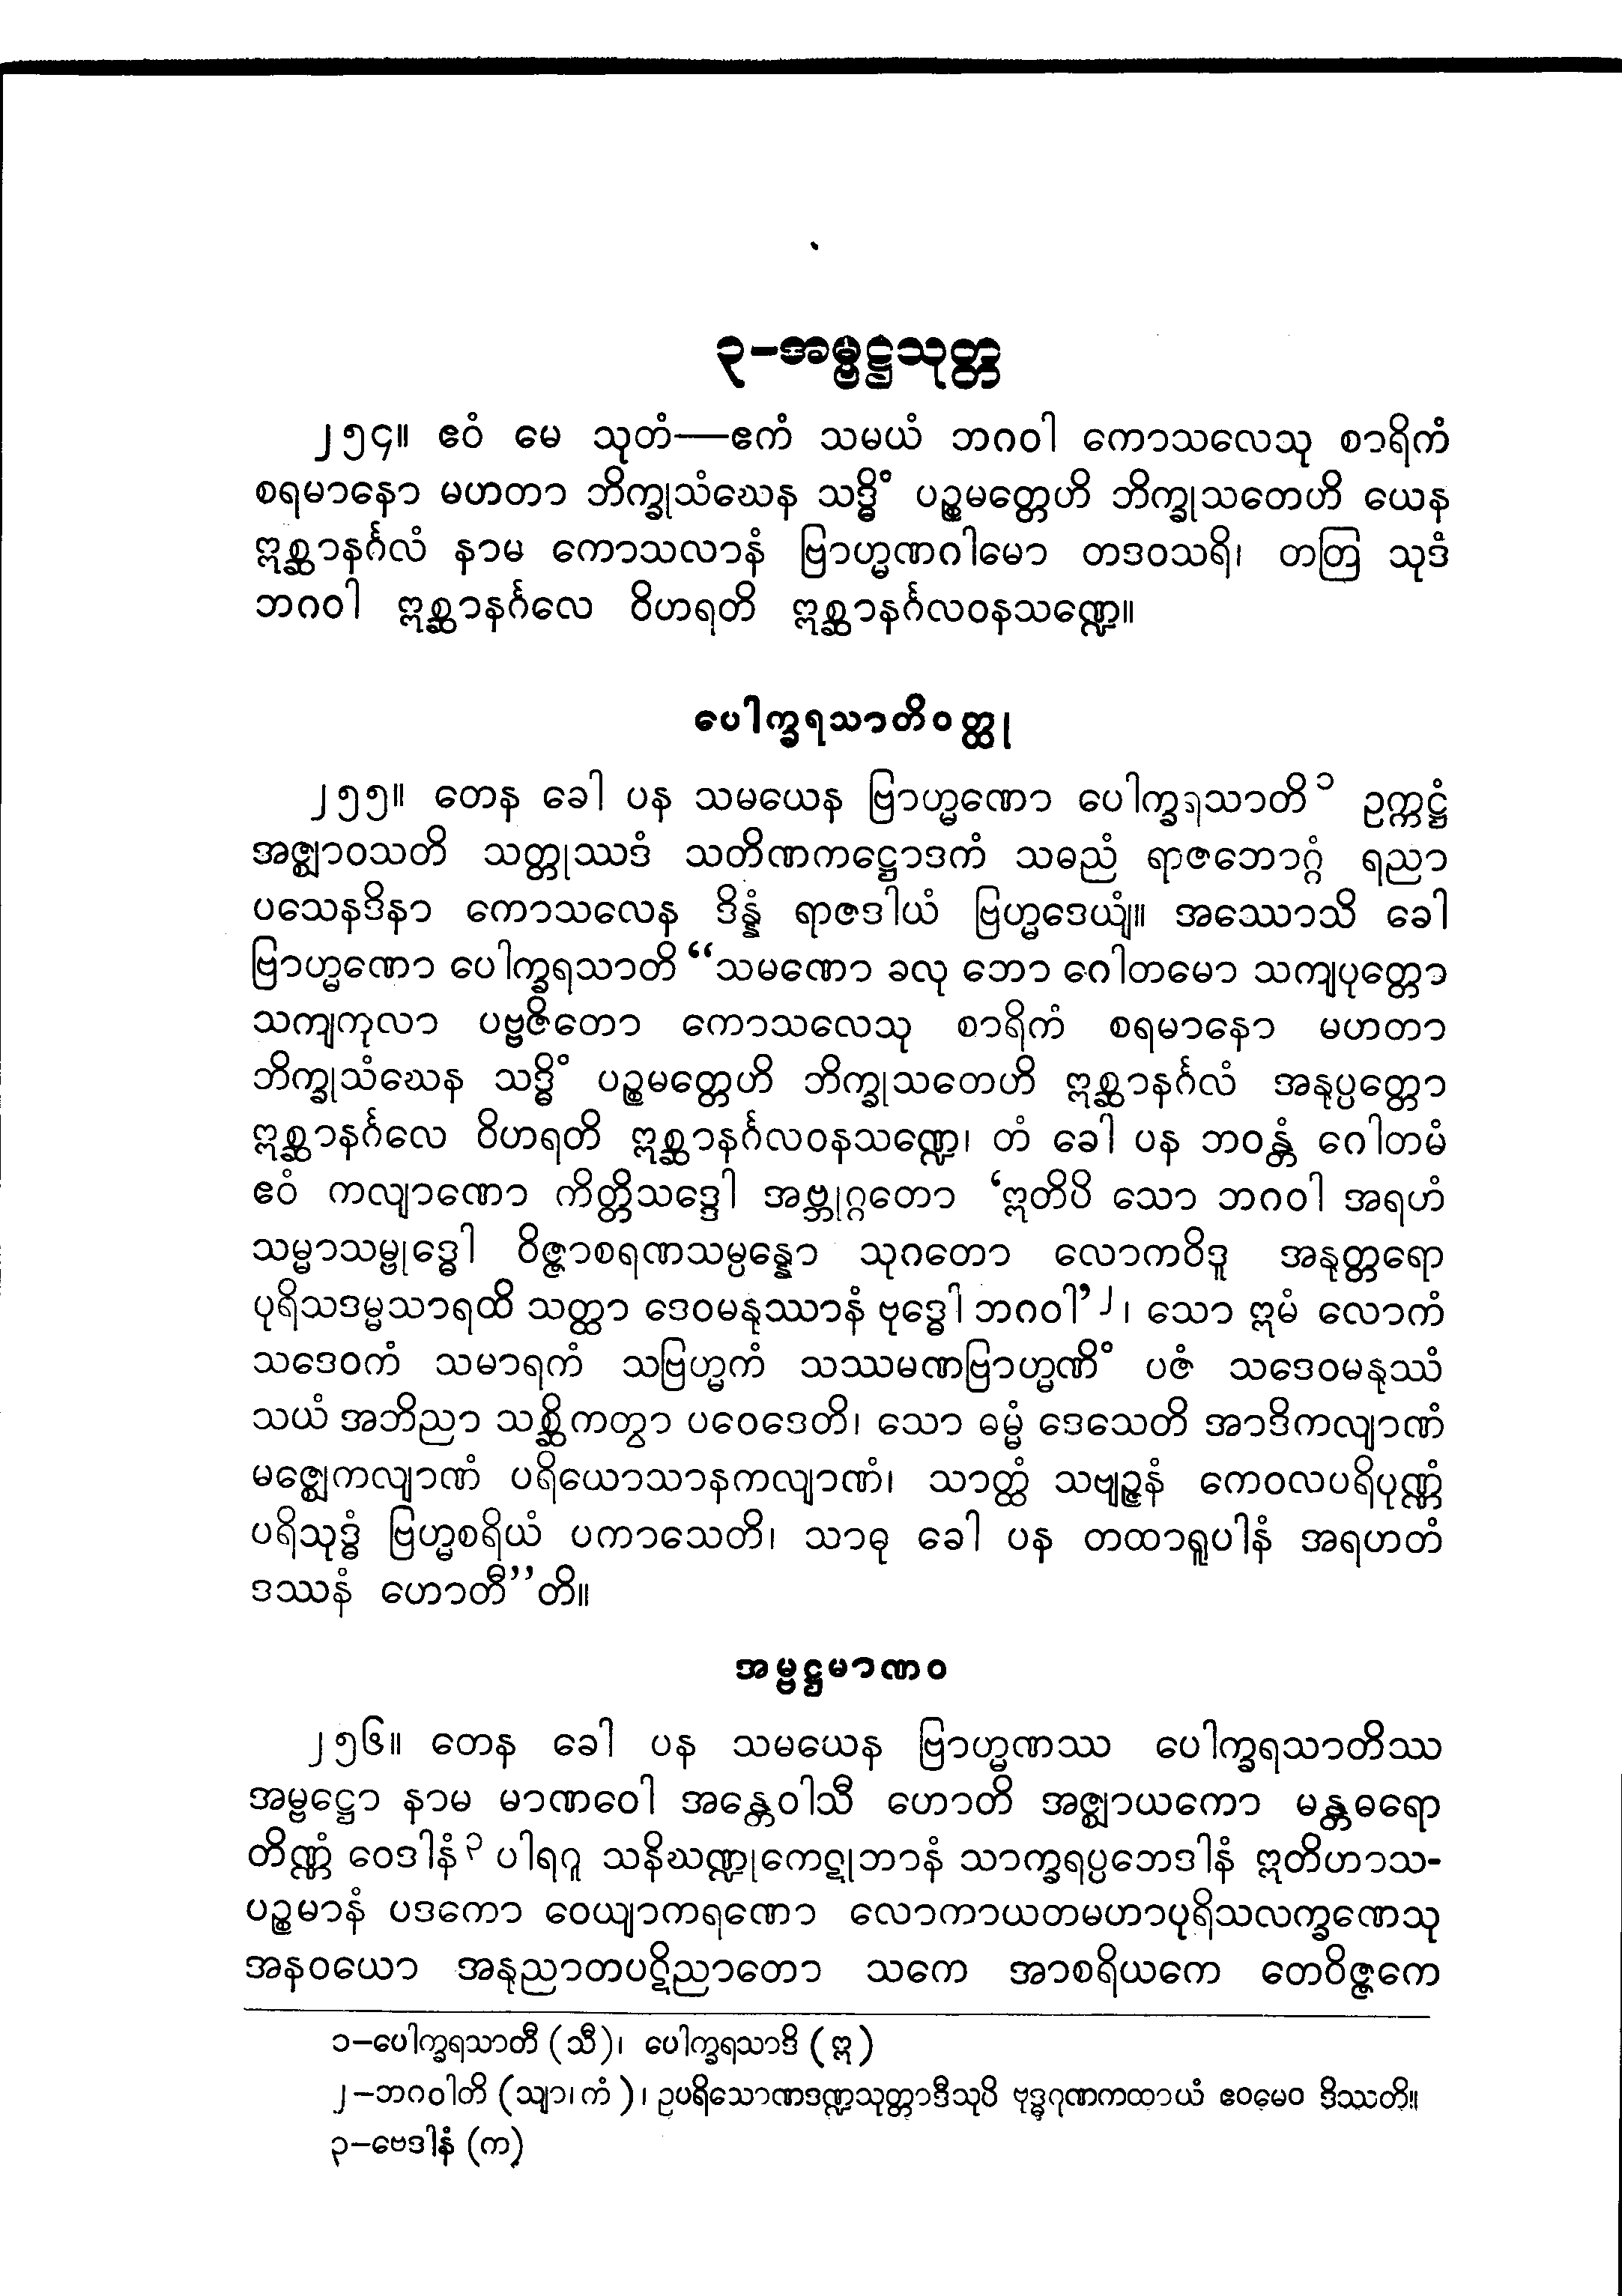 ၃–အမ္ဗဋ္ဌသုတ္တ
၂၅၄။ ဧဝံ မေ သုတံ—ဧကံ သမယံ ဘဂဝါ ကောသလေသု စာရိကံ
စရမာနော မဟတာ ဘိက္ခုသံဃေန သဒ္ဓိံ ပဉ္စမတ္တေဟိ ဘိက္ခုသတေဟိ ယေန
ဣစ္ဆာနင်္ဂလံ နာမ ကောသလာနံ ဗြာဟ္မဏဂါမော တဒဝသရိ၊ တတြ သုဒံ
ဘဂဝါ ဣစ္ဆာနင်္ဂလေ ဝိဟရတိ ဣစ္ဆာနင်္ဂလဝနသဏ္ဍေ။
ပေါက္ခရသာတိဝတ္ထု
၂၅၅။ တေန ခေါ ပန သမယေန ဗြာဟ္မဏော ပေါက္ခရသာတိ၁ ဥက္ကဋ္ဌံ
အဇ္ဈာဝသတိ သတ္တုဿဒံ သတိဏကဋ္ဌောဒကံ သဓညံ ရာဇဘောဂ္ဂံ ရညာ
ပသေနဒိနာ ကောသလေန ဒိန္နံ ရာဇဒါယံ ဗြဟ္မဒေယျံ။ အဿောသိ ခေါ
ဗြာဟ္မဏော ပေါက္ခရသာတိ “သမဏော ခလု ဘော ဂေါတမော သကျပုတ္တော
သကျကုလာ ပဗ္ဗဇိတော ကောသလေသု စာရိကံ စရမာနော မဟတာ
ဘိက္ခုသံဃေန သဒ္ဓိံ ပဉ္စမတ္တေဟိ ဘိက္ခုသတေဟိ ဣစ္ဆာနင်္ဂလံ အနုပ္ပတ္တော
ဣစ္ဆာနင်္ဂလေ ဝိဟရတိ ဣစ္ဆာနင်္ဂလဝနသဏ္ဍေ၊ တံ ခေါ ပန ဘဝန္တံ ဂေါတမံ
ဧဝံ ကလျာဏော ကိတ္တိသဒ္ဒေါ အဗ္ဘုဂ္ဂတော ‘ဣတိပိ သော ဘဂဝါ အရဟံ
သမ္မာသမ္ဗုဒ္ဓေါ ဝိဇ္ဇာစရဏသမ္ပန္နော သုဂတော လောကဝိဒူ အနုတ္တရော
ပုရိသဒမ္မသာရထိ သတ္ထာ ဒေဝမနုဿာနံ ဗုဒ္ဓေါ ဘဂဝါ’၂၊ သော ဣမံ လောကံ
သဒေဝကံ သမာရကံ သဗြဟ္မကံ သဿမဏဗြာဟ္မဏိံ ပဇံ သဒေဝမနုဿံ
သယံ အဘိညာ သစ္ဆိကတွာ ပဝေဒေတိ၊ သော ဓမ္မံ ဒေသေတိ အာဒိကလျာဏံ
မဇ္ဈေကလျာဏံ ပရိယောသာနကလျာဏံ၊ သာတ္ထံ သဗျဉ္ဇနံ ကေဝလပရိပုဏ္ဏံ
ပရိသုဒ္ဓံ ဗြဟ္မစရိယံ ပကာသေတိ၊ သာဓု ခေါ ပန တထာရူပါနံ အရဟတံ
ဒဿနံ ဟောတီ”တိ။
အမ္ဗဋ္ဌမာဏဝ
၂၅၆။ တေန ခေါ ပန သမယေန ဗြာဟ္မဏဿ ပေါက္ခရသာတိဿ
အမ္ဗဋ္ဌော နာမ မာဏဝေါ အန္တေဝါသီ ဟောတိ အဇ္ဈာယကော မန္တဓရော
တိဏ္ဏံ ဝေဒါနံ၃ ပါရဂူ သနိဃဏ္ဍုကေဋုဘာနံ သာက္ခရပ္ပဘေဒါနံ ဣတိဟာသ-
ပဉ္စမာနံ ပဒကော ဝေယျာကရဏော လောကာယတမဟာပုရိသလက္ခဏေသု
အနဝယော အနုညာတပဋိညာတော သကေ အာစရိယကေ တေဝိဇ္ဇကေ
၁–ပေါက္ခရသာတီ (သီ)၊ ပေါက္ခရသာဒိ (ဣ)
၂–ဘဂဝါတိ (သျာ၊ ကံ)၊ ဥပရိသောဏဒဏ္ဍသုတ္တာဒီသုပိ ဗုဒ္ဓဂုဏကထာယံ ဧဝမေဝ ဒိဿတိ။
၃–ဗေဒါနံ (က)